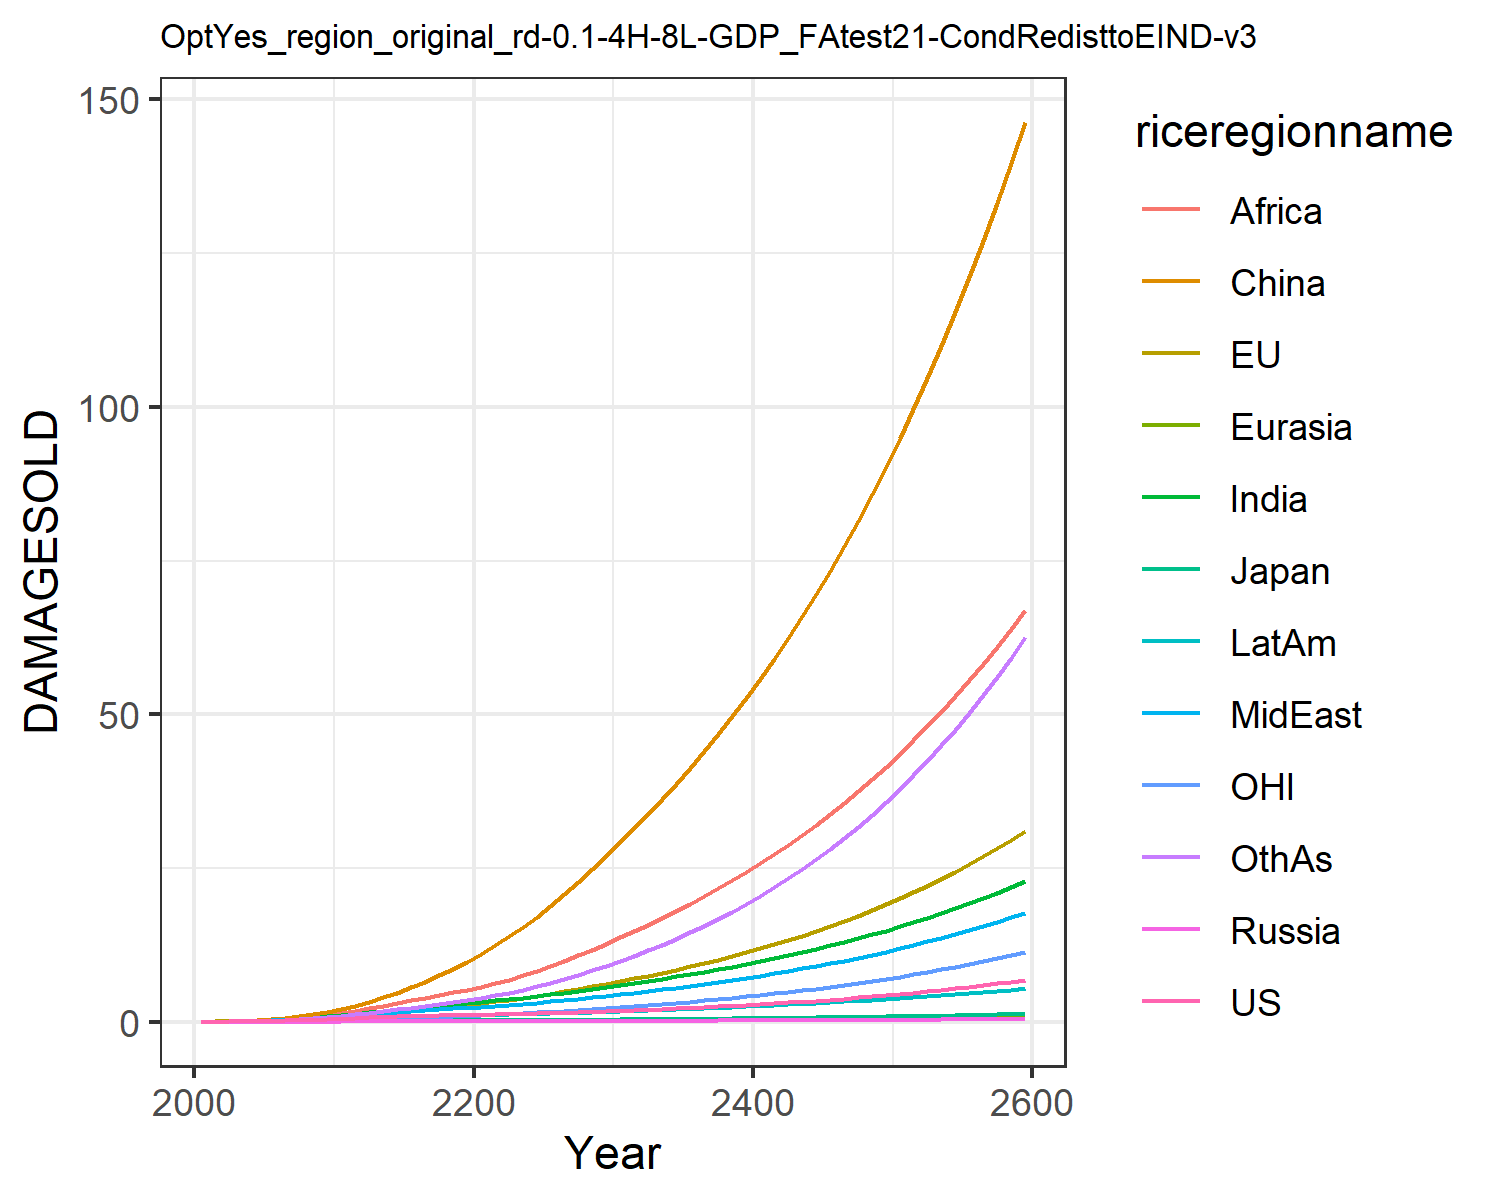 OptYes_region_original_rd-0.1-4H-8L-GDP_FAtest21-CondRedisttoEIND-v3
DAMAGESOLD
150
100
50
0
2000 2200 2400 2600
Year
riceregionname
Africa
China
EU
Eurasia
India
Japan
LatAm
MidEast
OHI
OthAs
Russia
US